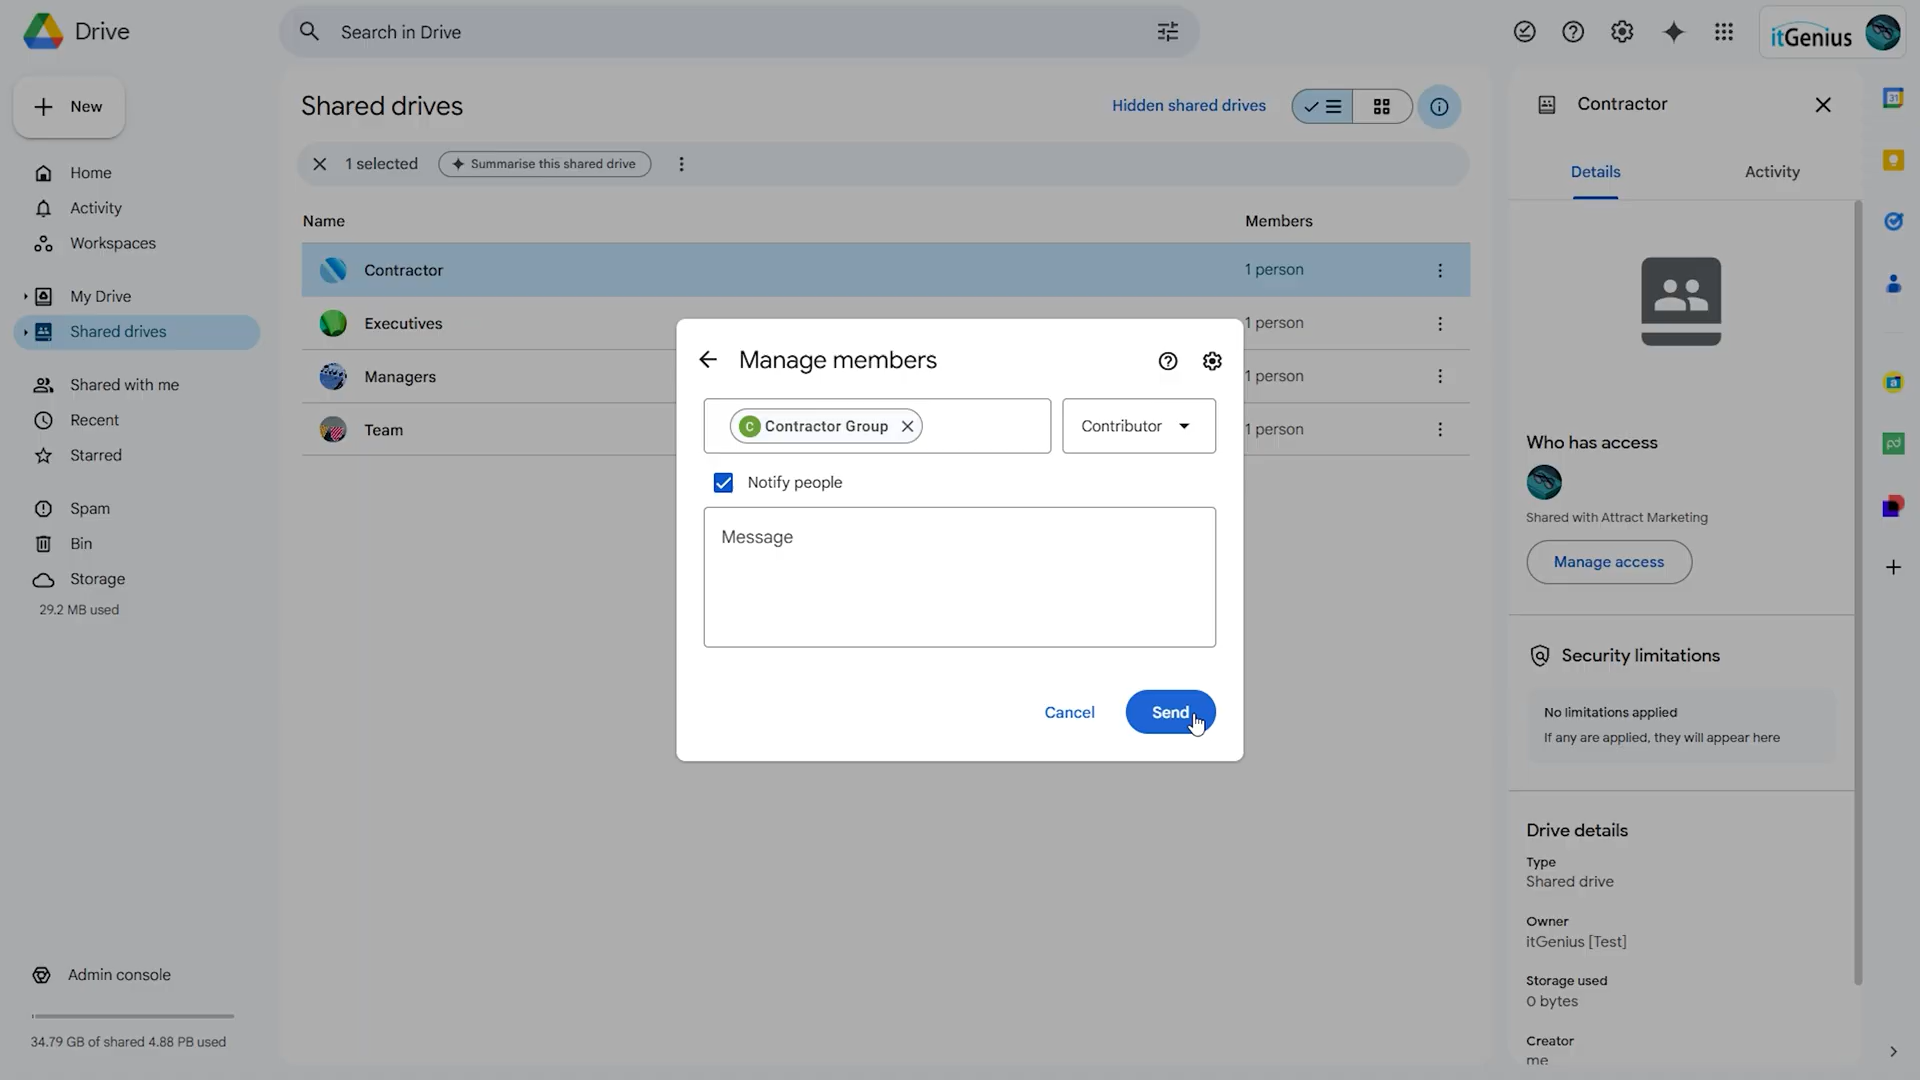 Drive
Search in Drive
itGenius
New
Home
Activity
Workspaces
My Drive
Shared drives
Shared with me
Recent
Starred
Spam
Bin
Storage
29.2 MB used
Admin console
34.79 GB of shared 4.88 PB used
Shared drives
Hidden shared drives
1 selected
Summarise this shared drive
Name
Members
Contractor
1 person
Executives
1 person
Managers
1 person
Team
1 person
Manage members
C
Contractor Group
Contributor
Notify people
Message
Cancel
Send
Contractor
Details
Activity
Who has access
Shared with Attract Marketing
Manage access
Security limitations
No limitations applied
If any are applied, they will appear here
Drive details
Type
Shared drive
Owner
itGenius [Test]
Storage used
0 bytes
Creator
me
31
a
pd